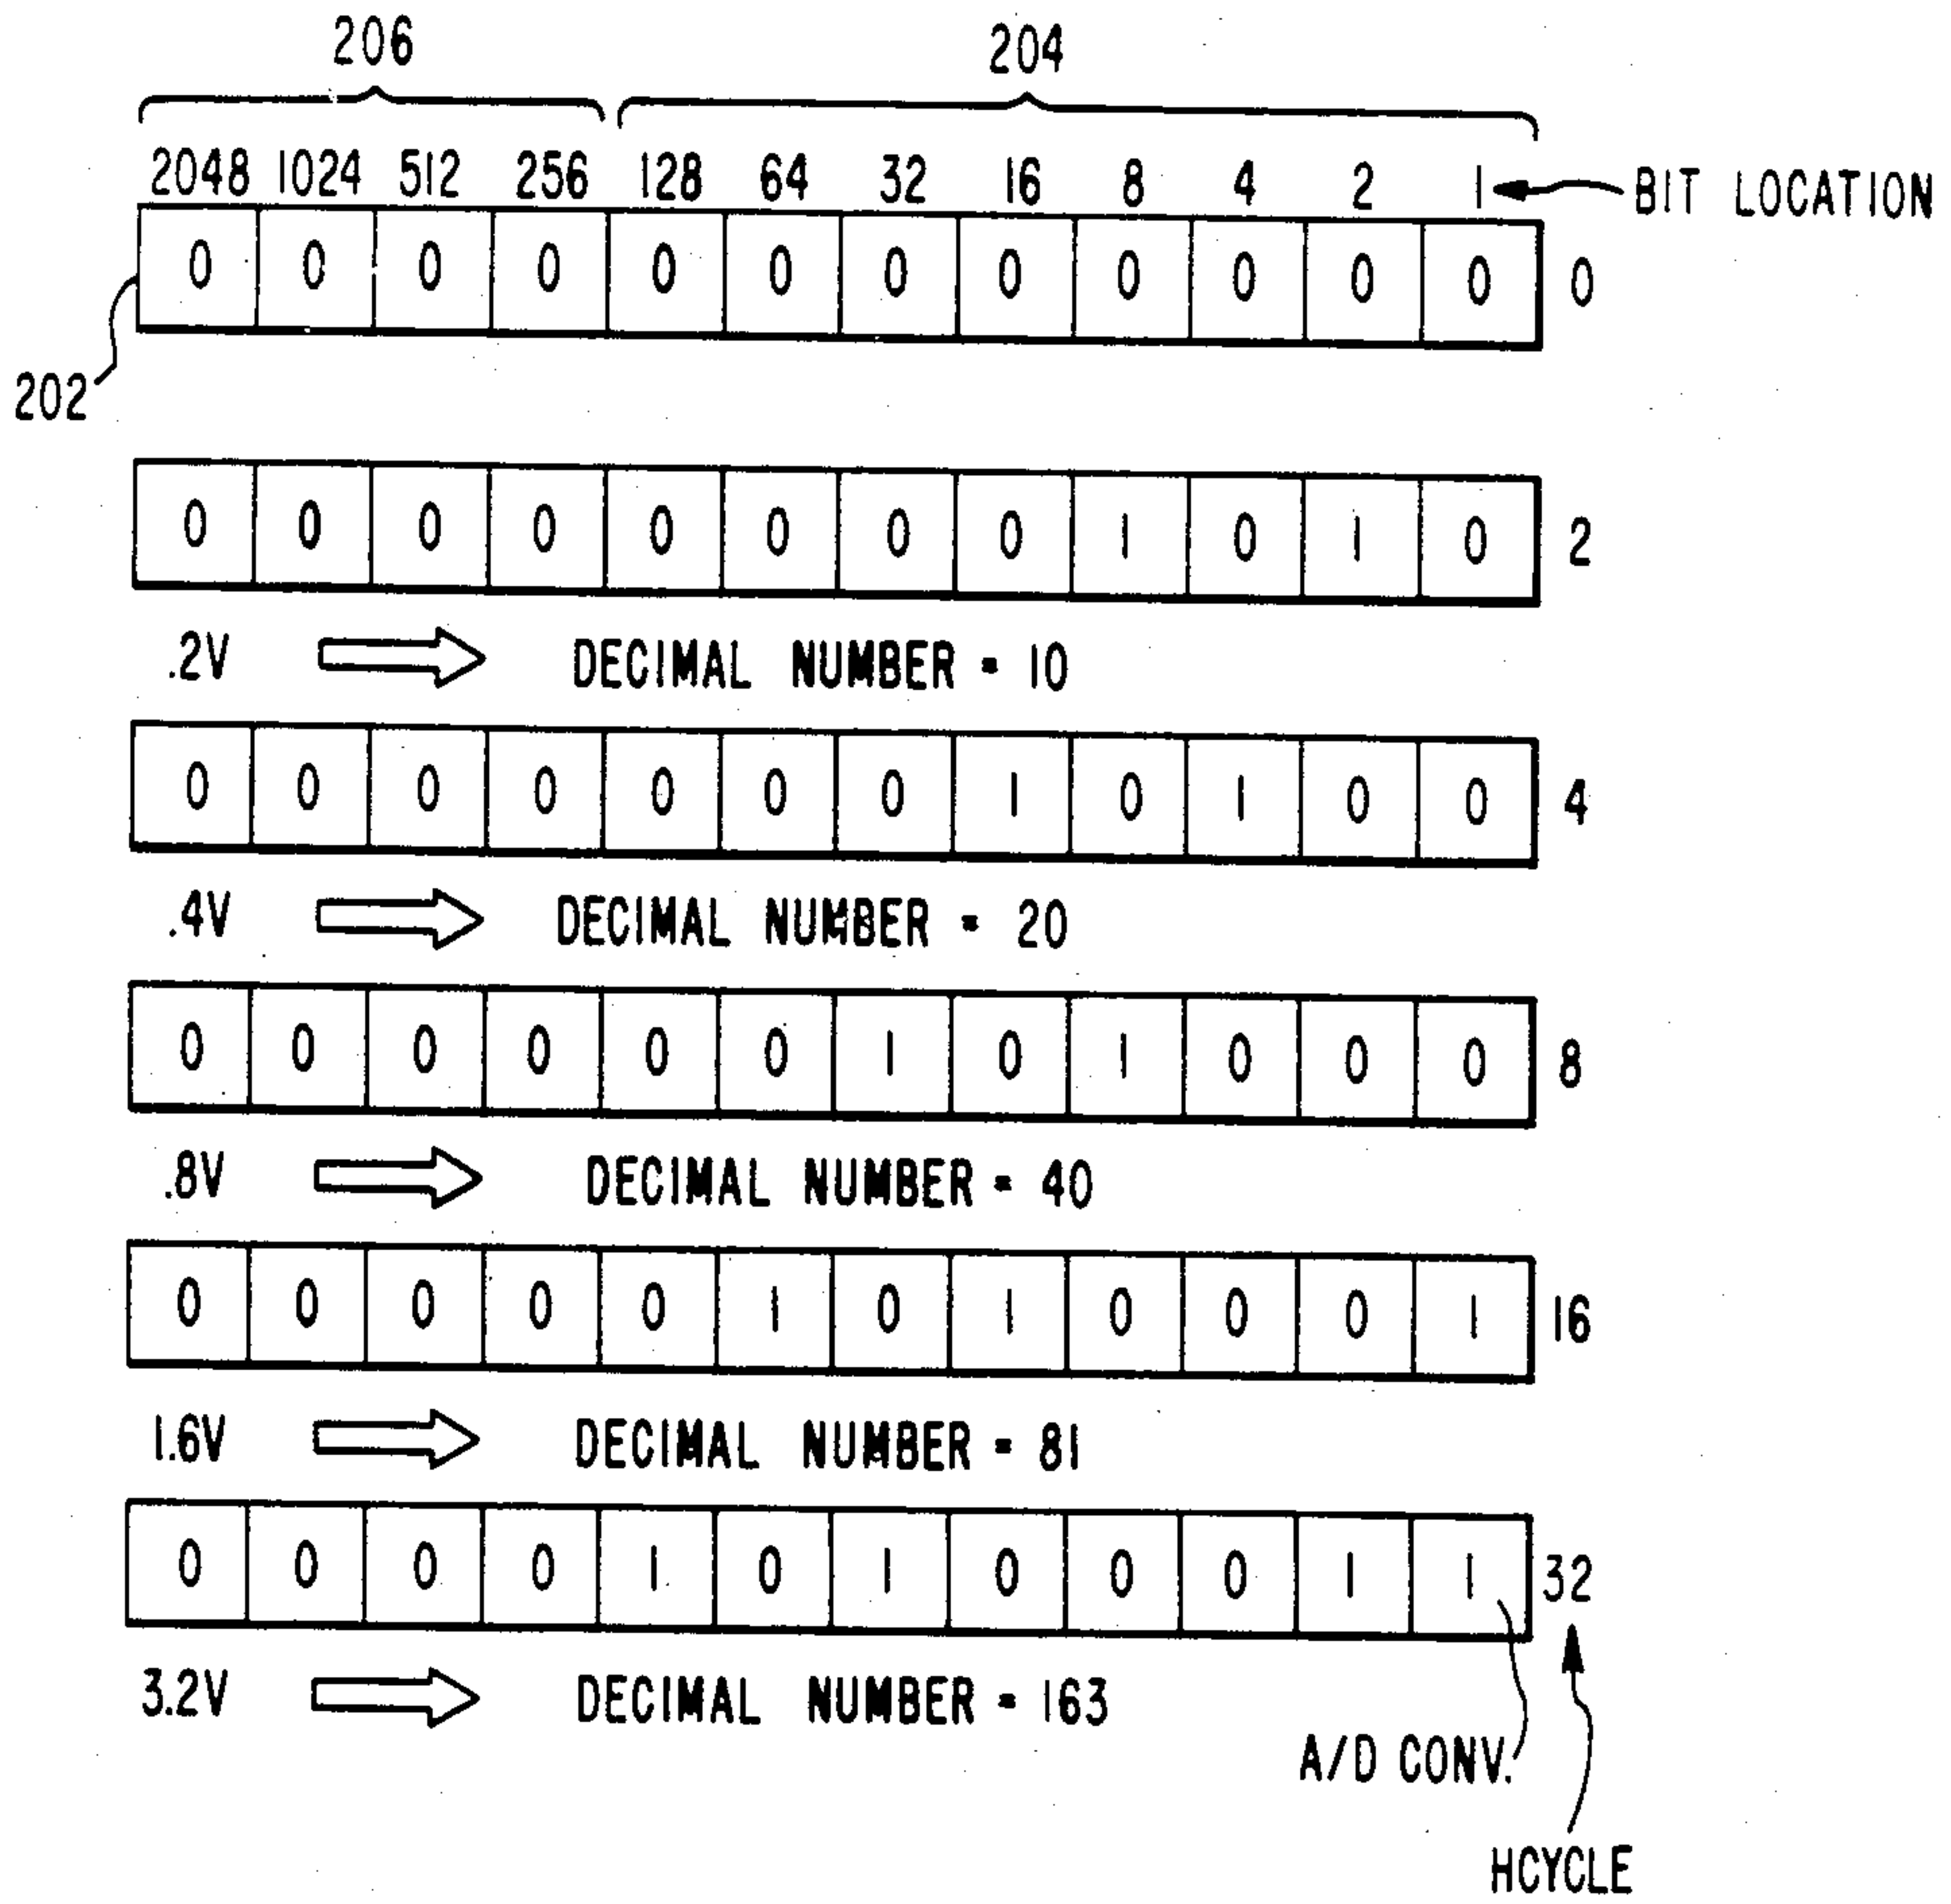 206 204
2048 1024 512 256 128 64 32 16 8 4 2 1 BIT LOCATION
0 0 0 0 0 0 0 0 0 0 0 0 0
202
0 0 0 0 0 0 0 0 1 0 1 0 2
.2V DECIMAL NUMBER = 10
0 0 0 0 0 0 0 1 0 1 0 0 4
.4V DECIMAL NUMBER = 20
0 0 0 0 0 0 1 0 1 0 0 0 8
.8V DECIMAL NUMBER = 40
0 0 0 0 0 1 0 1 0 0 0 1 16
1.6V DECIMAL NUMBER = 81
0 0 0 0 1 0 1 0 0 0 1 1 32
3.2V DECIMAL NUMBER = 163
A/D CONV.
HCYCLE